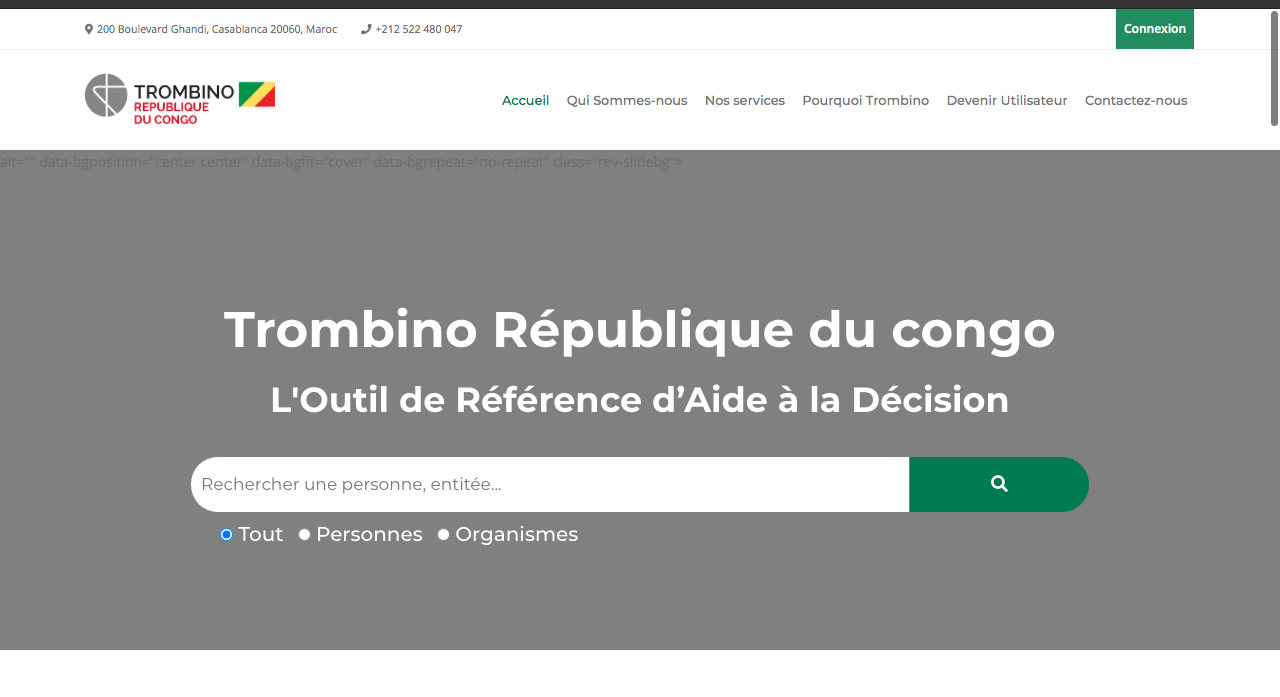 200 Boulevard Ghandi, Casablanca 20060, Maroc +212 522 480 047 Connexion
TROMBINO
REPUBLIQUE
DU CONGO
Accueil Qui Sommes-nous Nos services Pourquoi Trombino Devenir Utilisateur Contactez-nous
alt="" data-bgposition="center center" data-bgfit="cover" data-bgrepeat="no-repeat" class="rev-slidebg">
Trombino République du congo
L'Outil de Référence d’Aide à la Décision
Rechercher une personne, entitée...
Tout Personnes Organismes